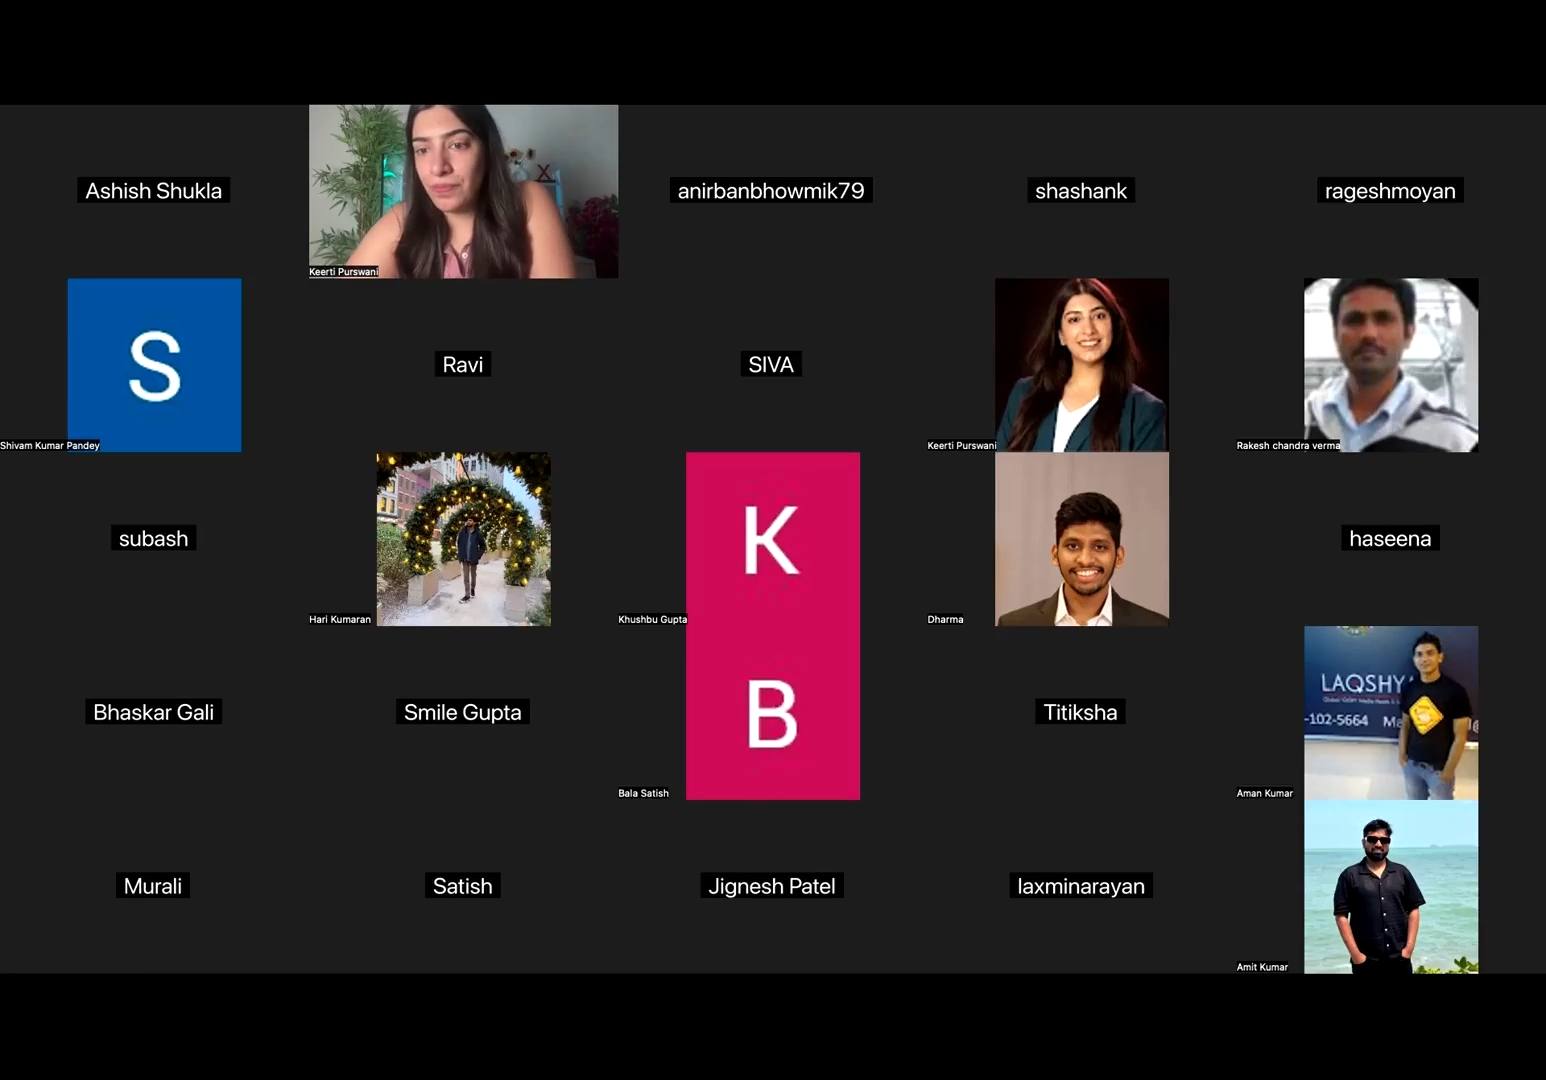 Ashish Shukla
Keerti Purswani
anirbanbhowmik79
shashank
rageshmoyan
S
Shivam Kumar Pandey
Ravi
SIVA
Keerti Purswani
Rakesh chandra verma
subash
Hari Kumaran
K
Khushbu Gupta
Dharma
haseena
Bhaskar Gali
Smile Gupta
B
Bala Satish
Titiksha
LAQSHY
-102-5664
Aman Kumar
Murali
Satish
Jignesh Patel
laxminarayan
Amit Kumar